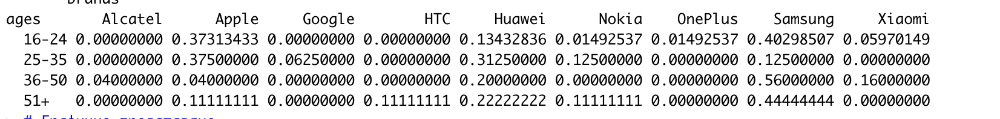 ages Alcatel Apple Google HTC Huawei Nokia OnePlus Samsung Xiaomi
16-24 0.00000000 0.37313433 0.00000000 0.00000000 0.13432836 0.01492537 0.01492537 0.40298507 0.05970149
25-35 0.00000000 0.37500000 0.06250000 0.00000000 0.31250000 0.12500000 0.00000000 0.12500000 0.00000000
36-50 0.04000000 0.04000000 0.00000000 0.00000000 0.20000000 0.00000000 0.00000000 0.56000000 0.16000000
51+ 0.00000000 0.11111111 0.00000000 0.11111111 0.22222222 0.11111111 0.00000000 0.44444444 0.00000000